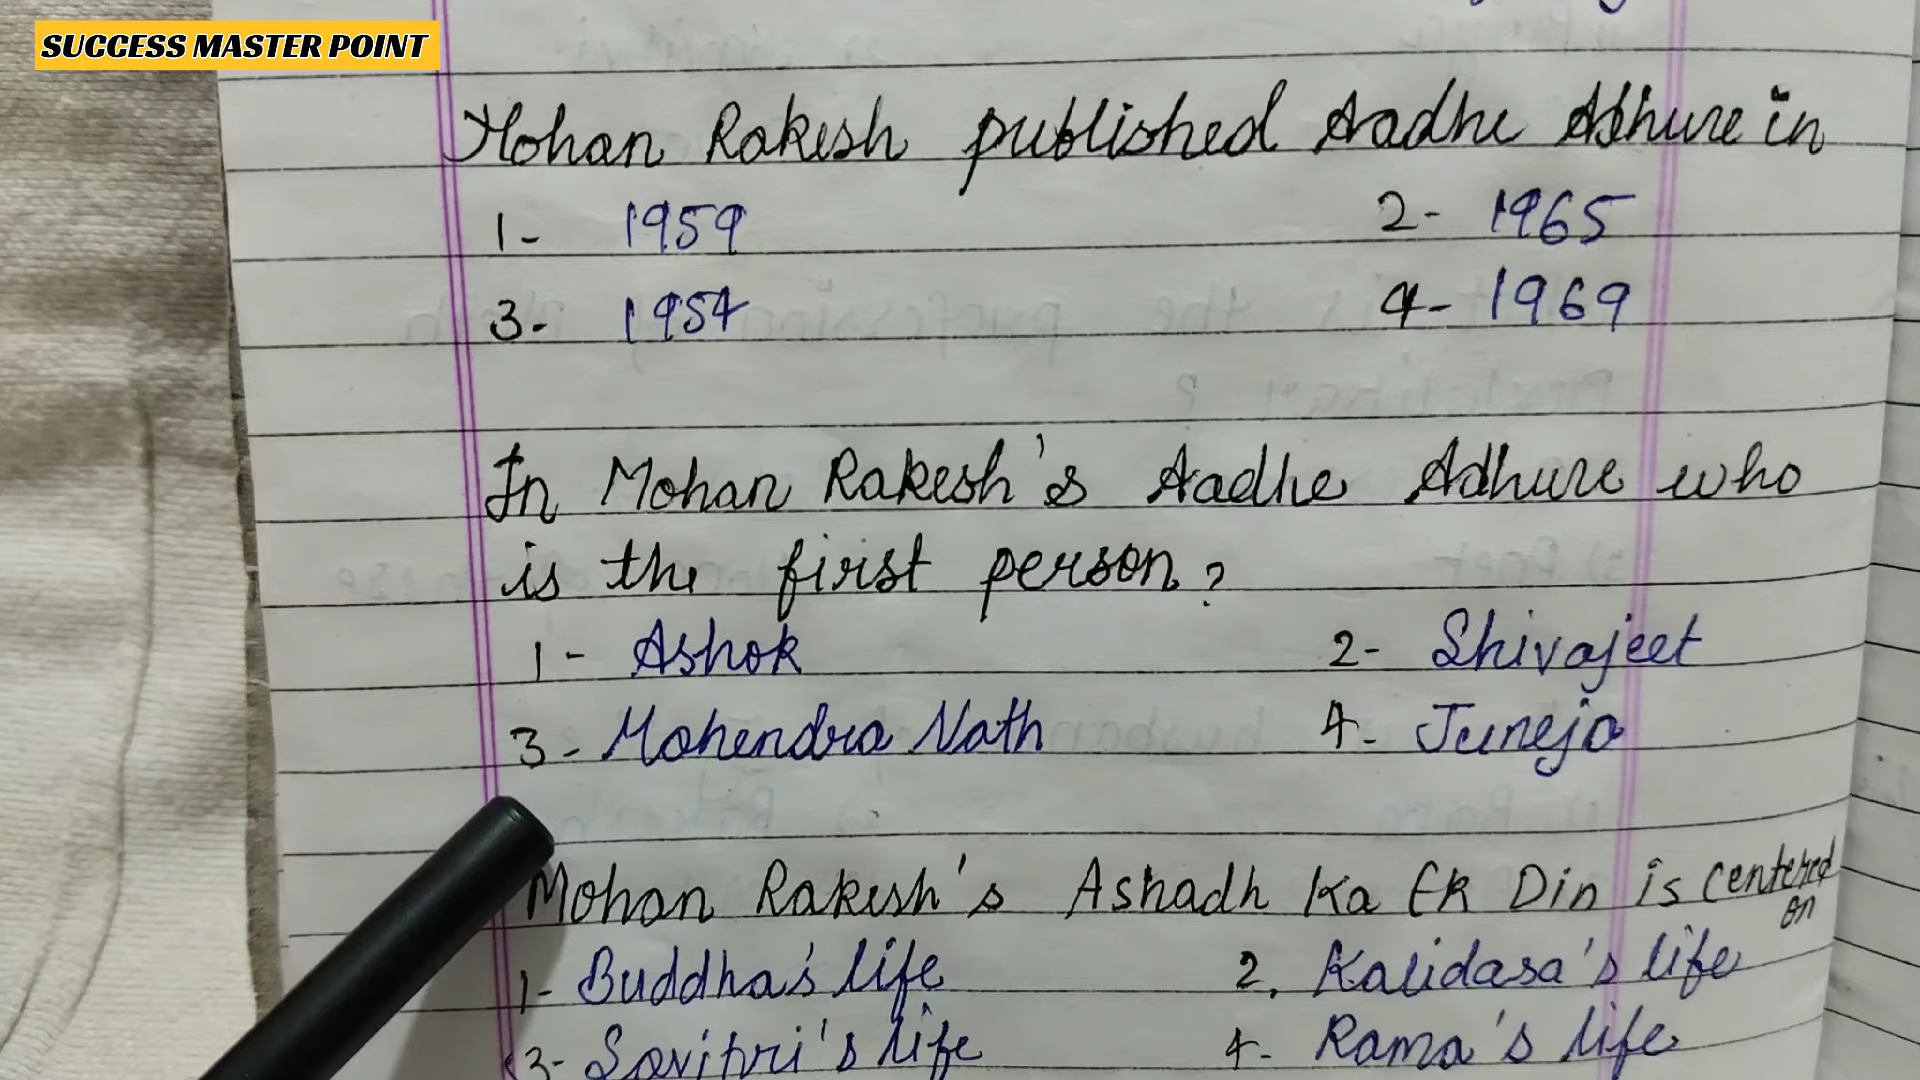 SUCCESS MASTER POINT
Mohan Rakesh published Aadhe Adhure in
1- 1959 2- 1965
3- 1954 4- 1969
In Mohan Rakesh's Aadhe Adhure who
is the first person?
1- Ashok 2- Shivajeet
3- Mohendra Nath 4- Juneja
Mohan Rakesh's Ashadh Ka Ek Din is centered
on
1- Buddha's life 2. Kalidasa's life
3- Savitri's life 4- Rama's life